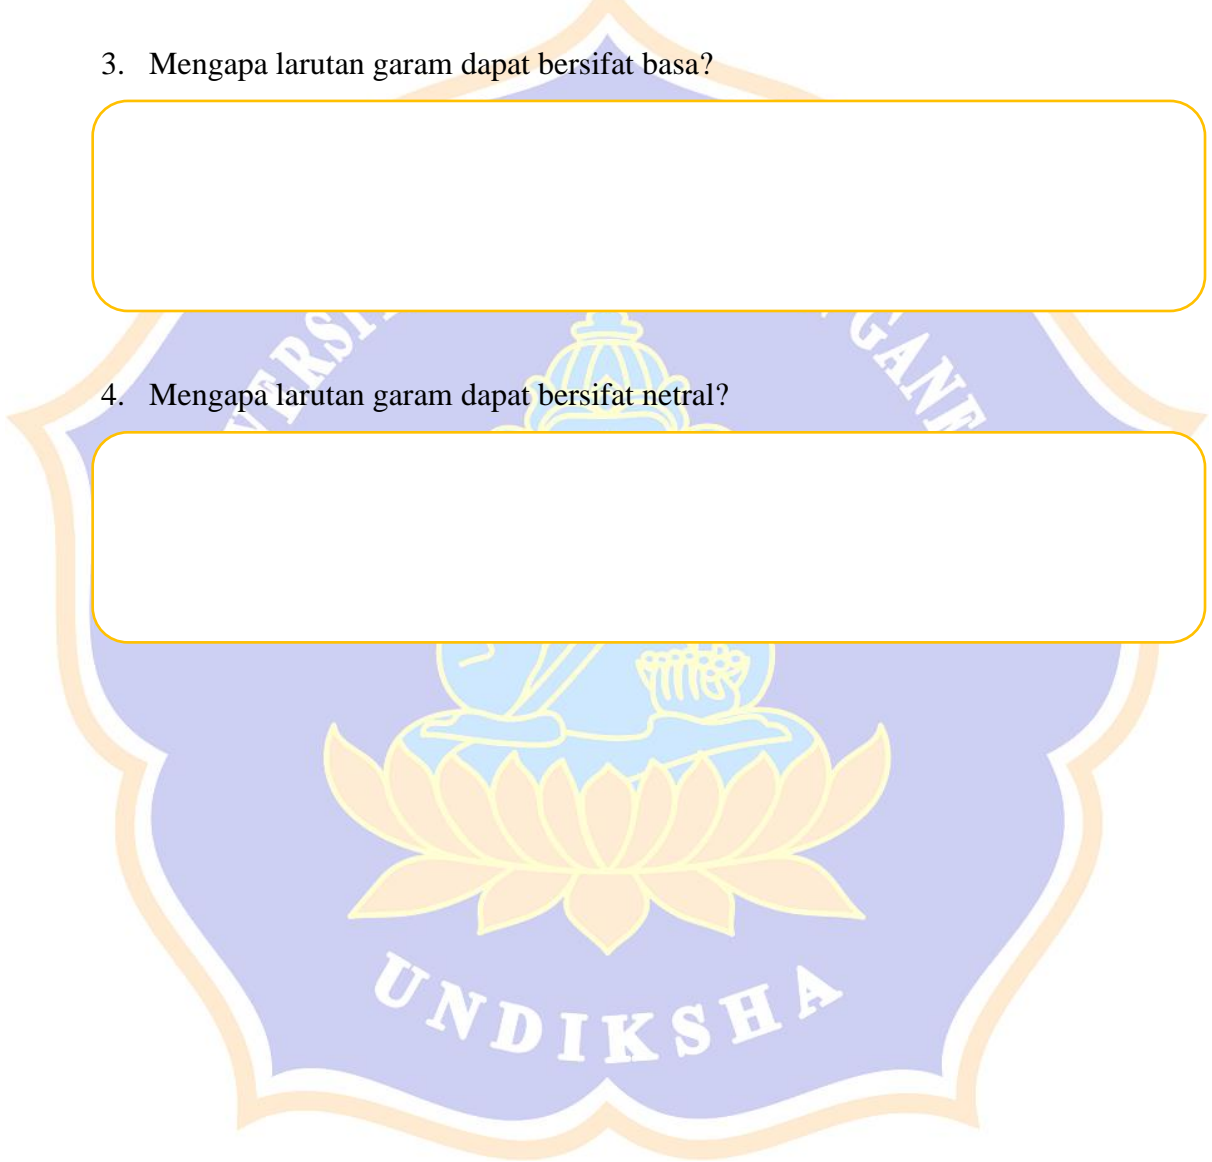 3. Mengapa larutan garam dapat bersifat basa?
4. Mengapa larutan garam dapat bersifat netral?
UNDIKSHA